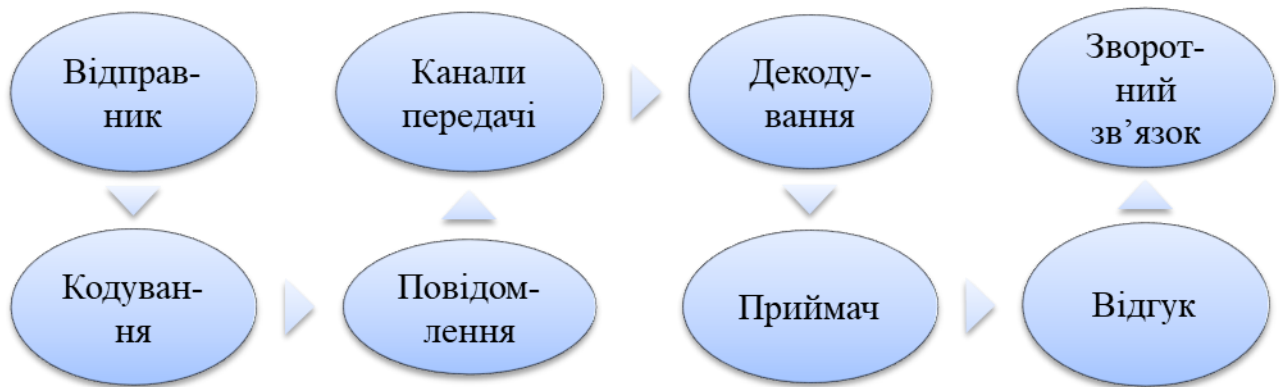 Відправ-
ник
Кодуван-
ня
Повідом-
лення
Канали
передачі
Декоду-
вання
Приймач
Відгук
Зворот-
ний
зв’язок